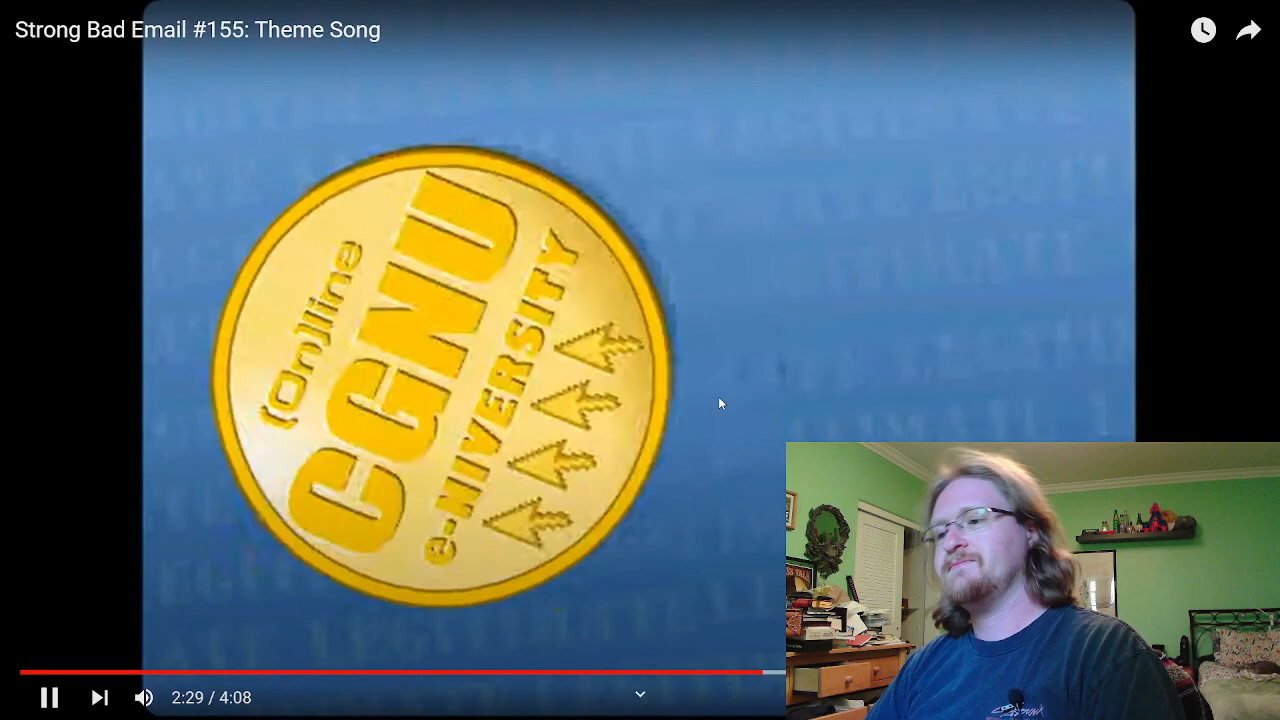 Strong Bad Email #155: Theme Song
(On)line
CGNU
e-NIVERSITY
2:29 / 4:08